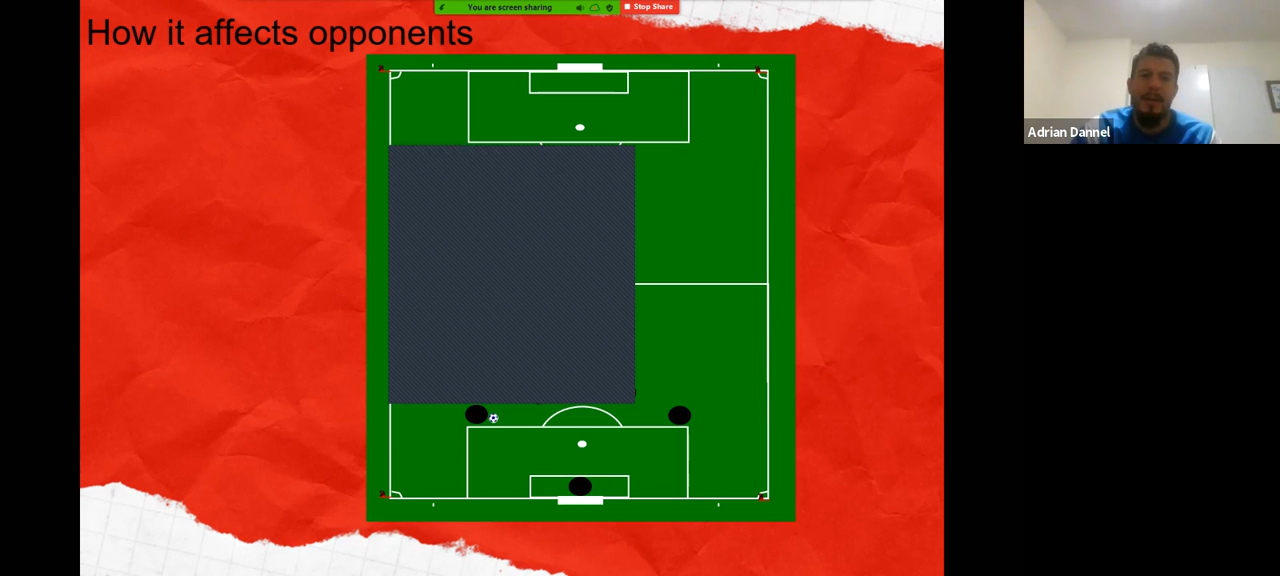 You are screen sharing
Stop Share
How it affects opponents
Adrian Dannel